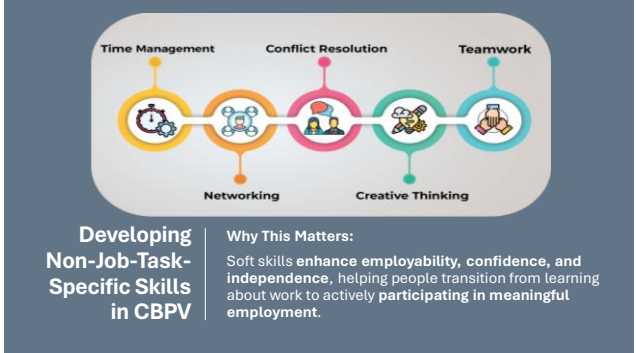 Time Management
Conflict Resolution
Teamwork
Networking
Creative Thinking
Developing
Non-Job-Task-
Specific Skills
in CBPV
Why This Matters:
Soft skills enhance employability, confidence, and
independence, helping people transition from learning
about work to actively participating in meaningful
employment.